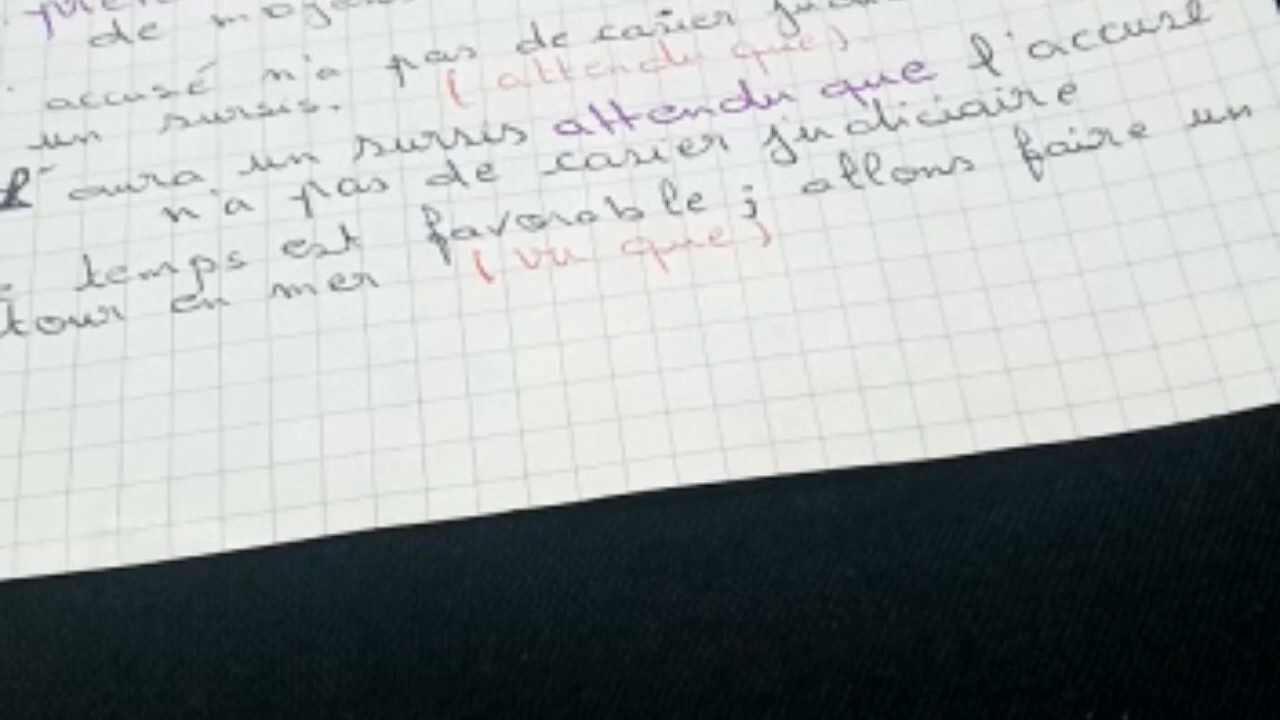 de
accusé n'a pas de casier
(attendu que)
un sursis.
aura un sursis attendu que l'accusé
n'a pas de casier judiciaire
temps est favorable ; allons faire un
(vu que)
tour en mer